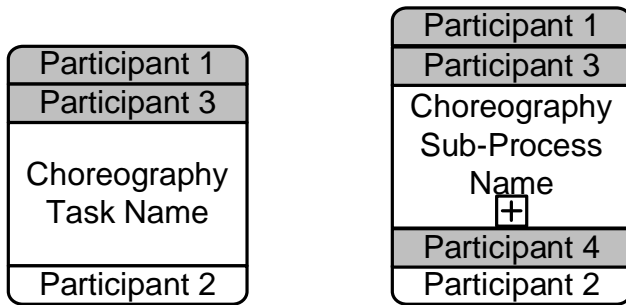 Participant 1
Participant 3
Choreography
Task Name
Participant 2
Participant 1
Participant 3
Choreography
Sub-Process
Name
Participant 4
Participant 2